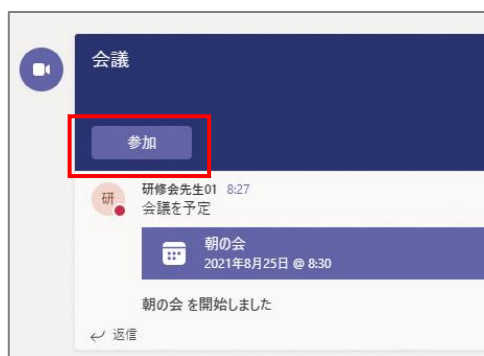 会議
参加
研
研修会先生01 8:27
会議を予定
朝の会
2021年8月25日 @ 8:30
朝の会 を開始しました
返信